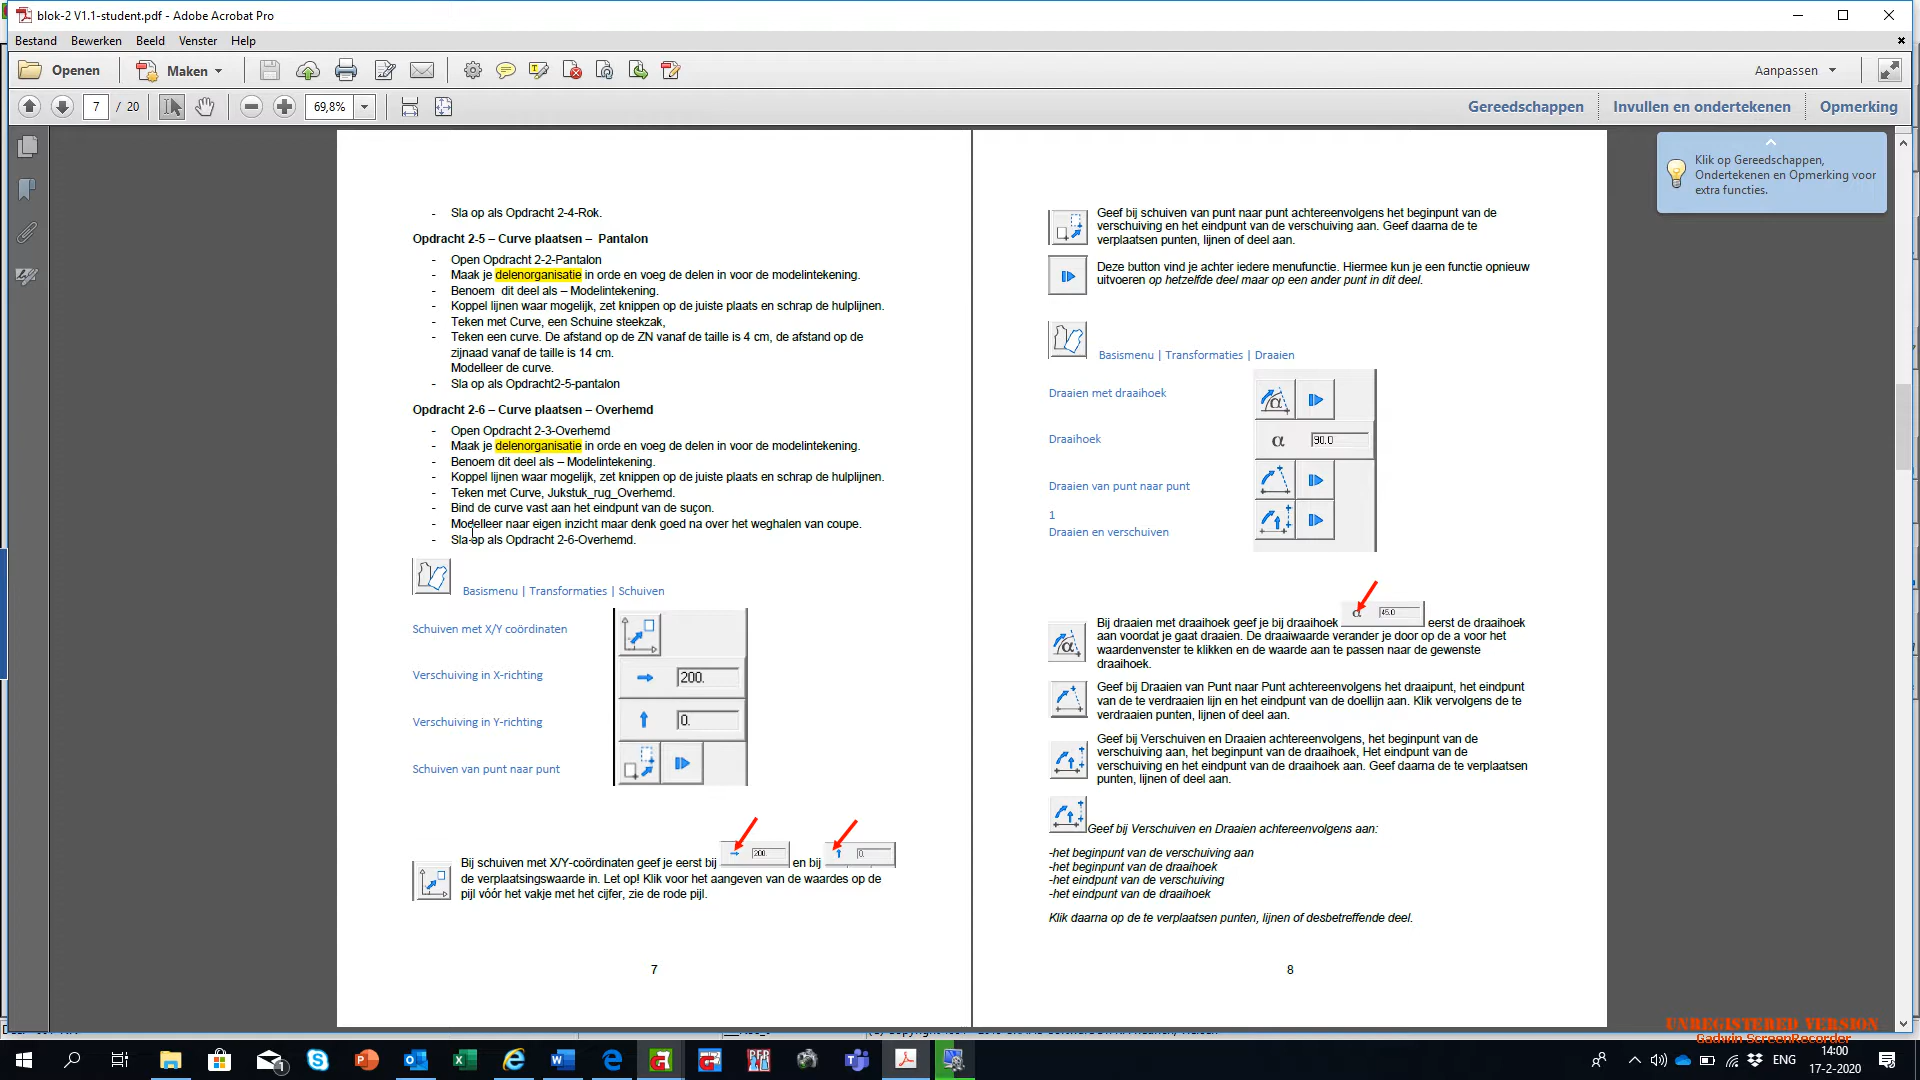 blok-2 V1.1-student.pdf - Adobe Acrobat Pro
Bestand Bewerken Beeld Venster Help
Openen Maken Aanpassen
7 / 20 69,8% Gereedschappen Invullen en ondertekenen Opmerking
Klik op Gereedschappen,
Ondertekenen en Opmerking voor
extra functies.
- Sla op als Opdracht 2-4-Rok.
Opdracht 2-5 – Curve plaatsen – Pantalon
- Open Opdracht 2-2-Pantalon
- Maak je delenorganisatie in orde en voeg de delen in voor de modelintekening.
- Benoem dit deel als – Modelintekening.
- Koppel lijnen waar mogelijk, zet knippen op de juiste plaats en schrap de hulplijnen.
- Teken met Curve, een Schuine steekzak,
- Teken een curve. De afstand op de ZN vanaf de taille is 4 cm, de afstand op de
zijnaad vanaf de taille is 14 cm.
Modelleer de curve.
- Sla op als Opdracht2-5-pantalon
Opdracht 2-6 – Curve plaatsen – Overhemd
- Open Opdracht 2-3-Overhemd
- Maak je delenorganisatie in orde en voeg de delen in voor de modelintekening.
- Benoem dit deel als – Modelintekening.
- Koppel lijnen waar mogelijk, zet knippen op de juiste plaats en schrap de hulplijnen.
- Teken met Curve, Jukstuk_rug_Overhemd.
- Bind de curve vast aan het eindpunt van de suçon.
- Modelleer naar eigen inzicht maar denk goed na over het weghalen van coupe.
- Sla op als Opdracht 2-6-Overhemd.
Basismenu | Transformaties | Schuiven
Schuiven met X/Y coördinaten
Verschuiving in X-richting 200.
Verschuiving in Y-richting 0.
Schuiven van punt naar punt
Bij schuiven met X/Y-coördinaten geef je eerst bij 200. en bij 0.
de verplaatsingswaarde in. Let op! Klik voor het aangeven van de waardes op de
pijl vóór het vakje met het cijfer, zie de rode pijl.
7
Geef bij schuiven van punt naar punt achtereenvolgens het beginpunt van de
verschuiving en het eindpunt van de verschuiving aan. Geef daarna de te
verplaatsen punten, lijnen of deel aan.
Deze button vind je achter iedere menufunctie. Hiermee kun je een functie opnieuw
uitvoeren op hetzelfde deel maar op een ander punt in dit deel.
Basismenu | Transformaties | Draaien
Draaien met draaihoek α
Draaihoek α 90.0
Draaien van punt naar punt
1
Draaien en verschuiven
Bij draaien met draaihoek geef je bij draaihoek α 45.0 eerst de draaihoek
aan voordat je gaat draaien. De draaiwaarde verander je door op de a voor het
waardenvenster te klikken en de waarde aan te passen naar de gewenste
draaihoek.
Geef bij Draaien van Punt naar Punt achtereenvolgens het draaipunt, het eindpunt
van de te verdraaien lijn en het eindpunt van de doellijn aan. Klik vervolgens de te
verdraaien punten, lijnen of deel aan.
Geef bij Verschuiven en Draaien achtereenvolgens, het beginpunt van de
verschuiving aan, het beginpunt van de draaihoek, Het eindpunt van de
verschuiving en het eindpunt van de draaihoek aan. Geef daarna de te verplaatsen
punten, lijnen of deel aan.
Geef bij Verschuiven en Draaien achtereenvolgens aan:
-het beginpunt van de verschuiving aan
-het beginpunt van de draaihoek
-het eindpunt van de verschuiving
-het eindpunt van de draaihoek
Klik daarna op de te verplaatsen punten, lijnen of desbetreffende deel.
8
UNREGISTERED VERSION
Gadwin ScreenRecorder
ENG
14:00
17-2-2020